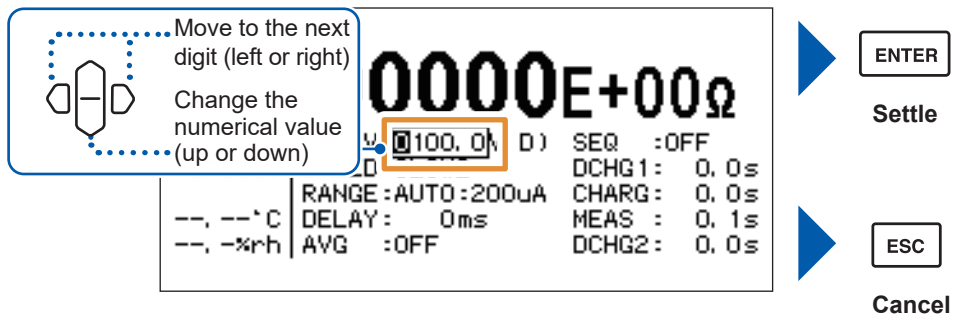 Move to the next
digit (left or right)
Change the
numerical value
(up or down)
0000E+00Ω
0100.0V D)
SEQ :OFF
DCHG1: 0.0s
RANGE:AUTO:200uA
CHARG: 0.0s
--.--°C
DELAY: 0ms
MEAS : 0.1s
--.-%rh
AVG :OFF
DCHG2: 0.0s
ENTER
Settle
ESC
Cancel